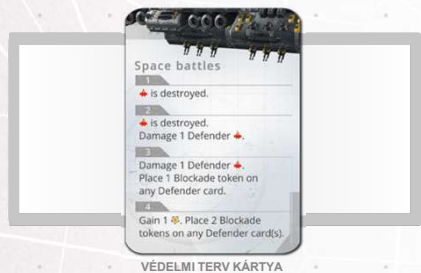 Space battles
1
is destroyed.
2
is destroyed.
Damage 1 Defender .
3
Damage 1 Defender .
Place 1 Blockade token on
any Defender card.
4
Gain 1 . Place 2 Blockade
tokens on any Defender card(s).
VÉDELMI TERV KÁRTYA